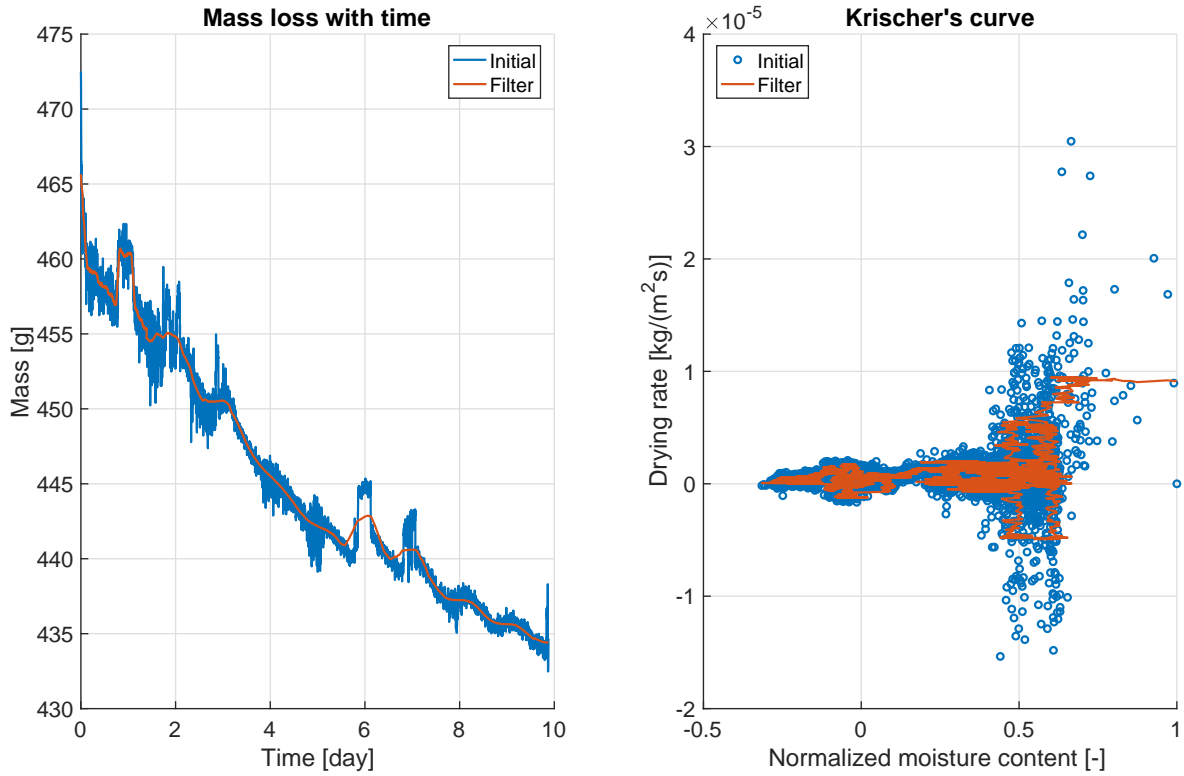 Mass loss with time
475
470
465
460
455
450
445
440
435
430
Mass [g]
0
2
4
6
8
10
Time [day]
Initial
Filter
Krischer's curve
×10⁻⁵
4
3
2
1
0
-1
-2
Drying rate [kg/(m²s)]
-0.5
0
0.5
1
Normalized moisture content [-]
Initial
Filter